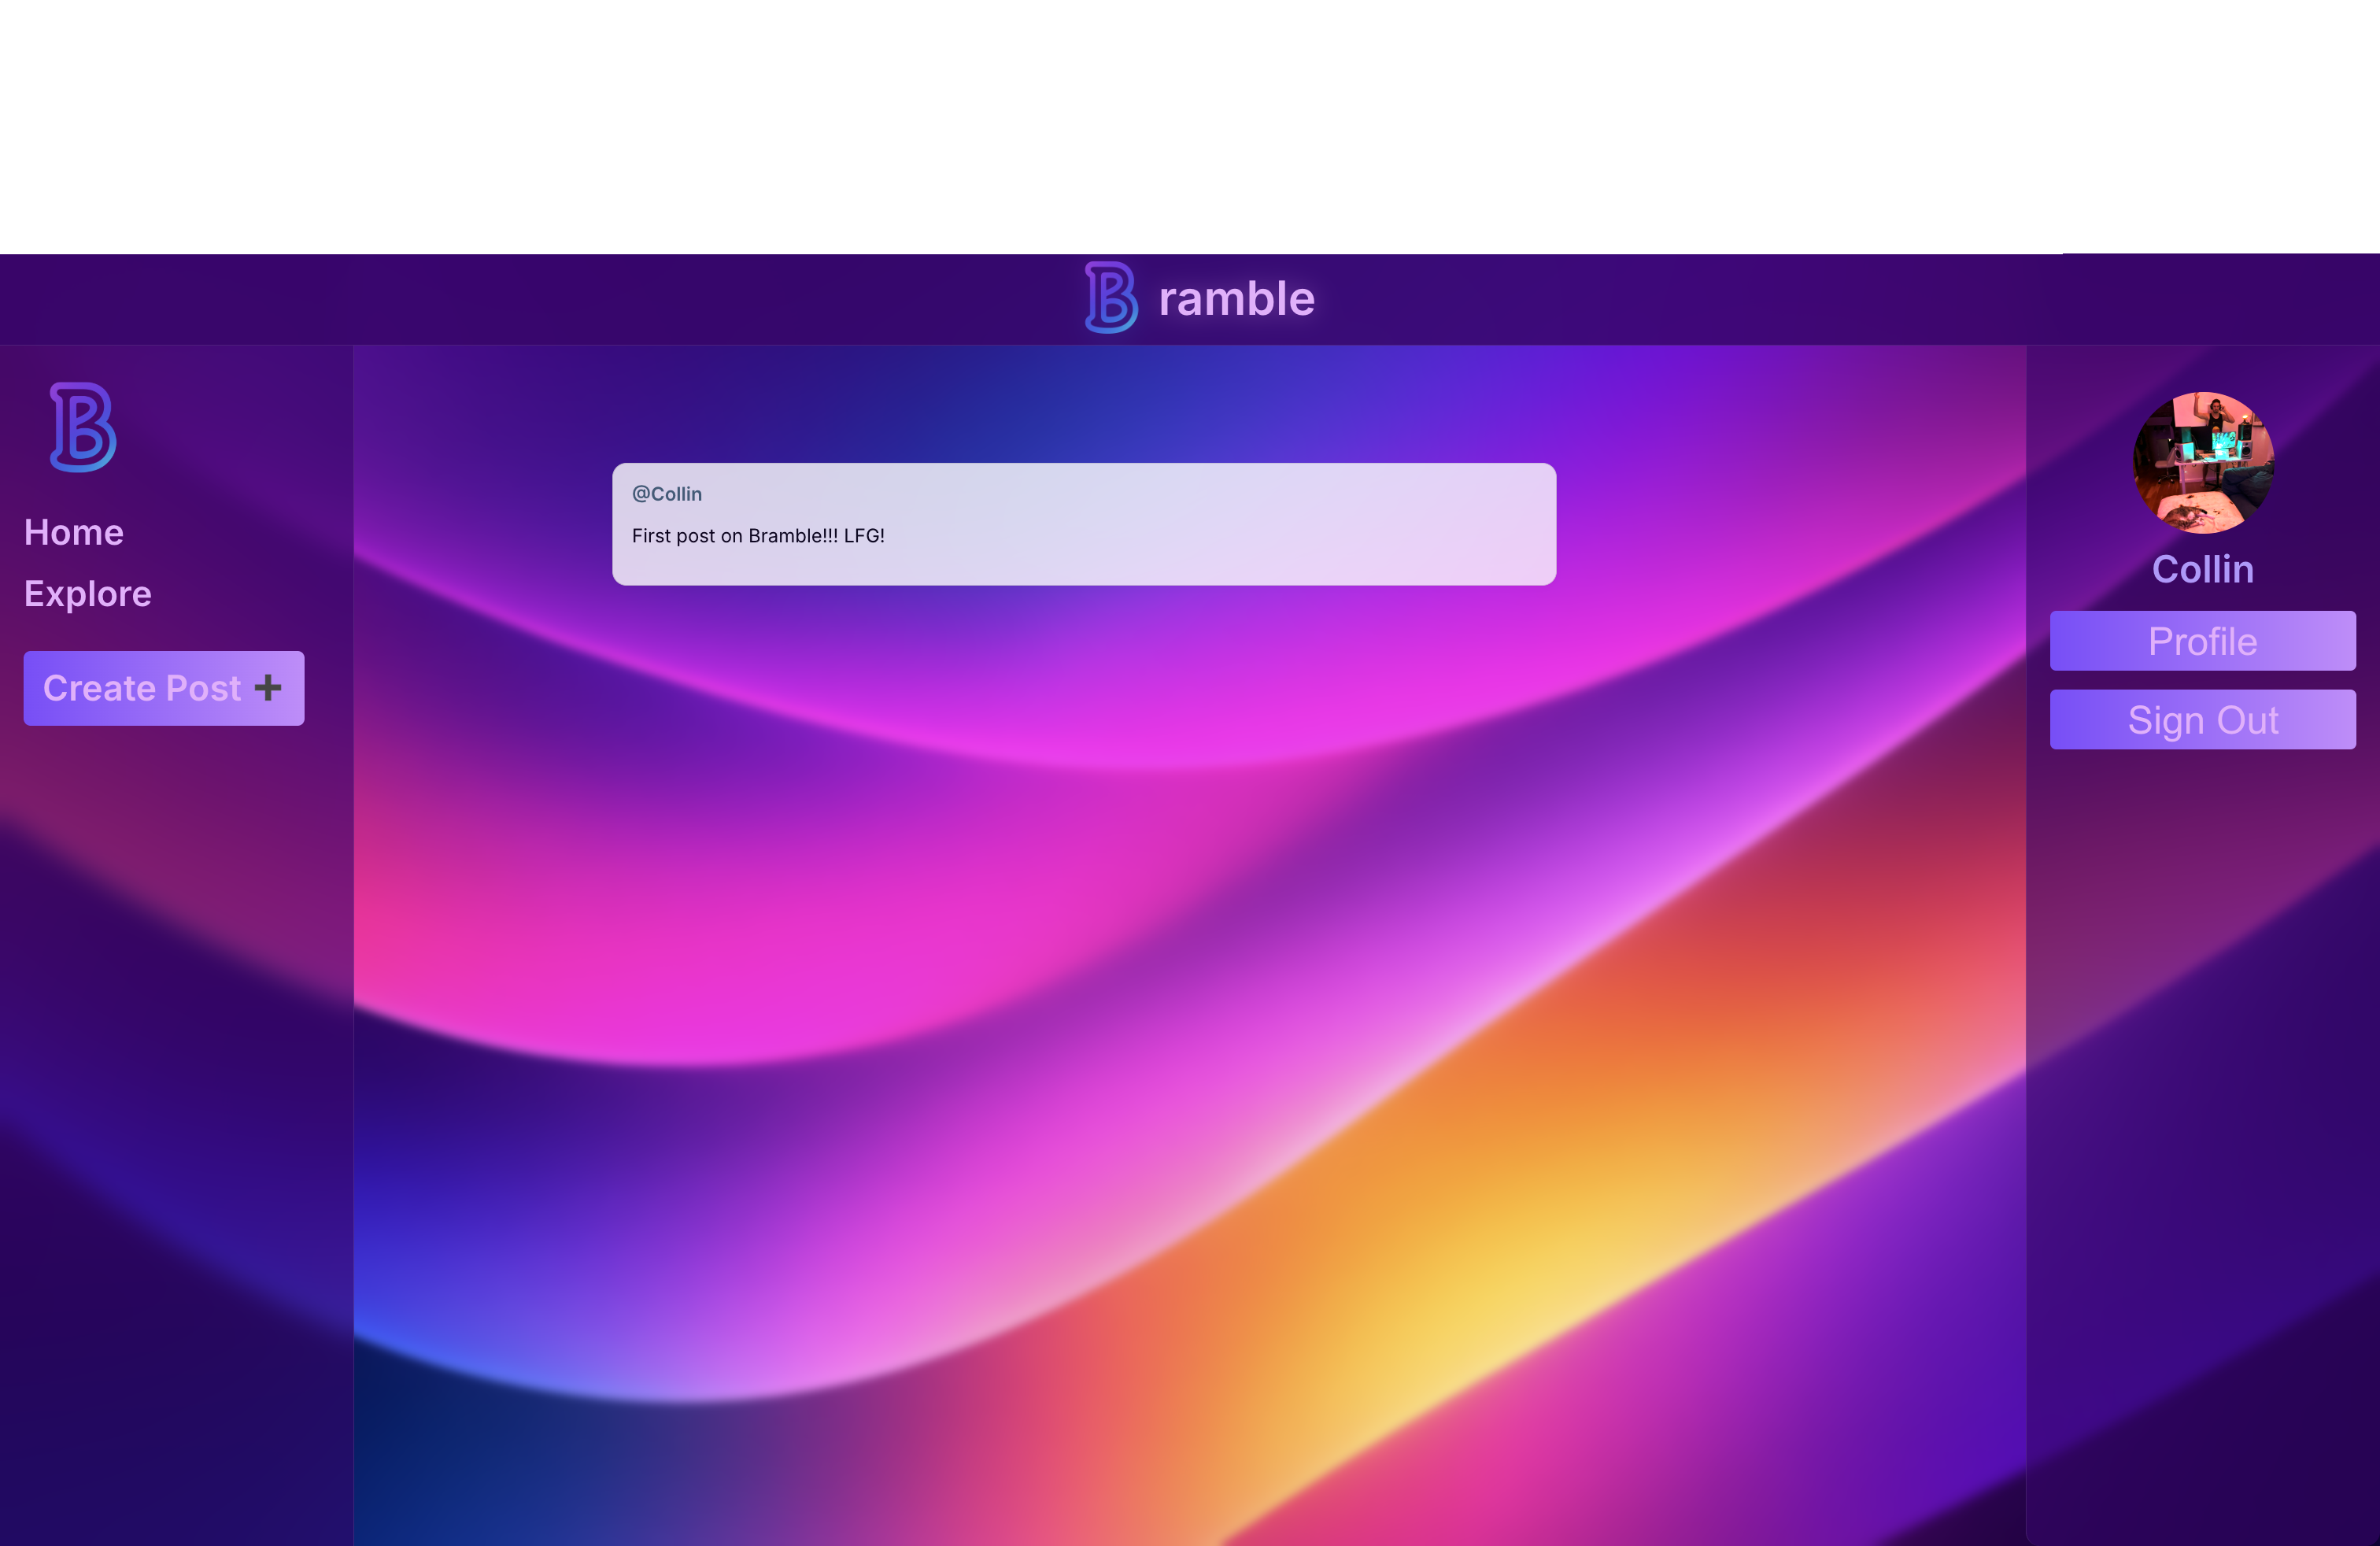 B ramble
B
Home
Explore
Create Post ➕
@Collin
First post on Bramble!!! LFG!
Collin
Profile
Sign Out